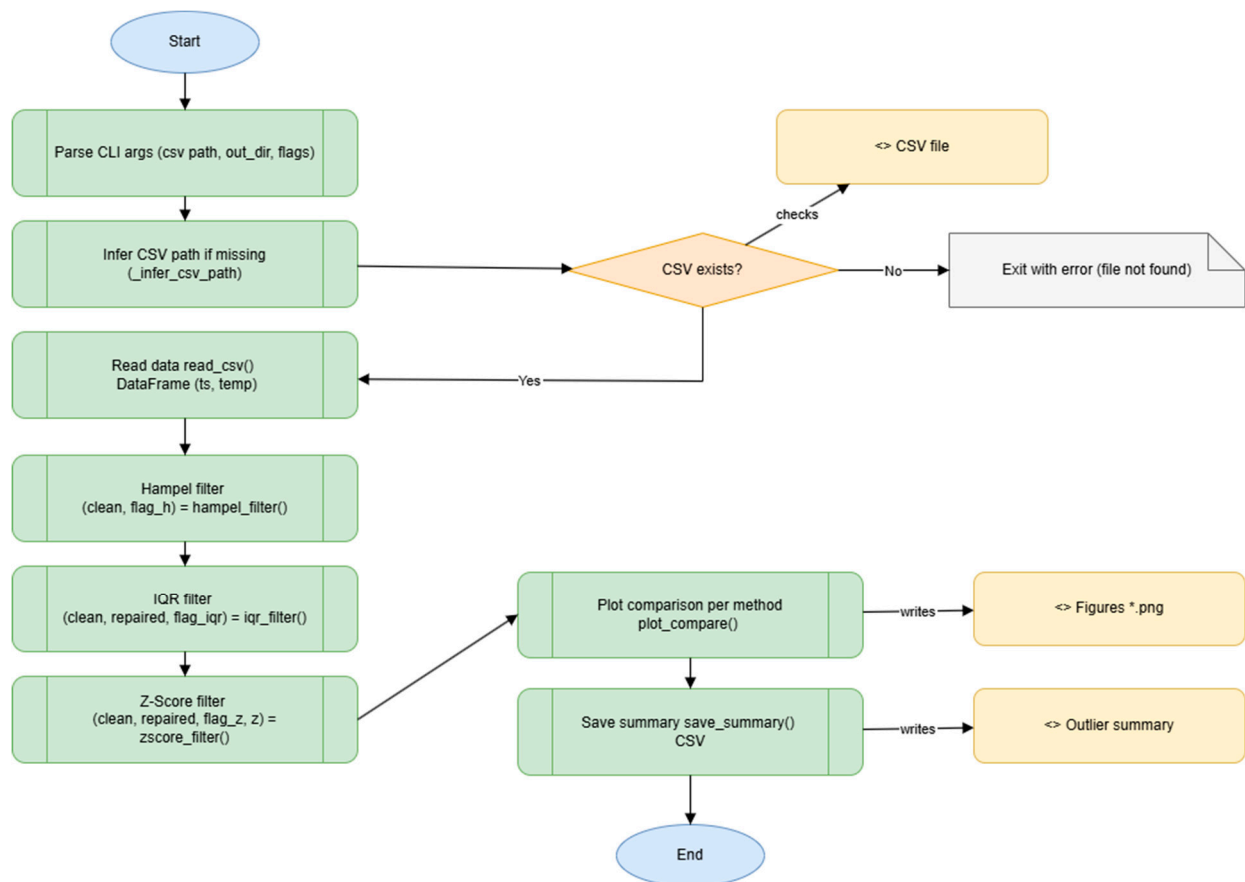 Start
Parse CLI args (csv path, out_dir, flags)
<> CSV file
checks
Infer CSV path if missing
(_infer_csv_path)
CSV exists?
No
Exit with error (file not found)
Read data read_csv()
DataFrame (ts, temp)
Yes
Hampel filter
(clean, flag_h) = hampel_filter()
IQR filter
(clean, repaired, flag_iqr) = iqr_filter()
Z-Score filter
(clean, repaired, flag_z, z) =
zscore_filter()
Plot comparison per method
plot_compare()
writes
<> Figures *.png
Save summary save_summary()
CSV
writes
<> Outlier summary
End